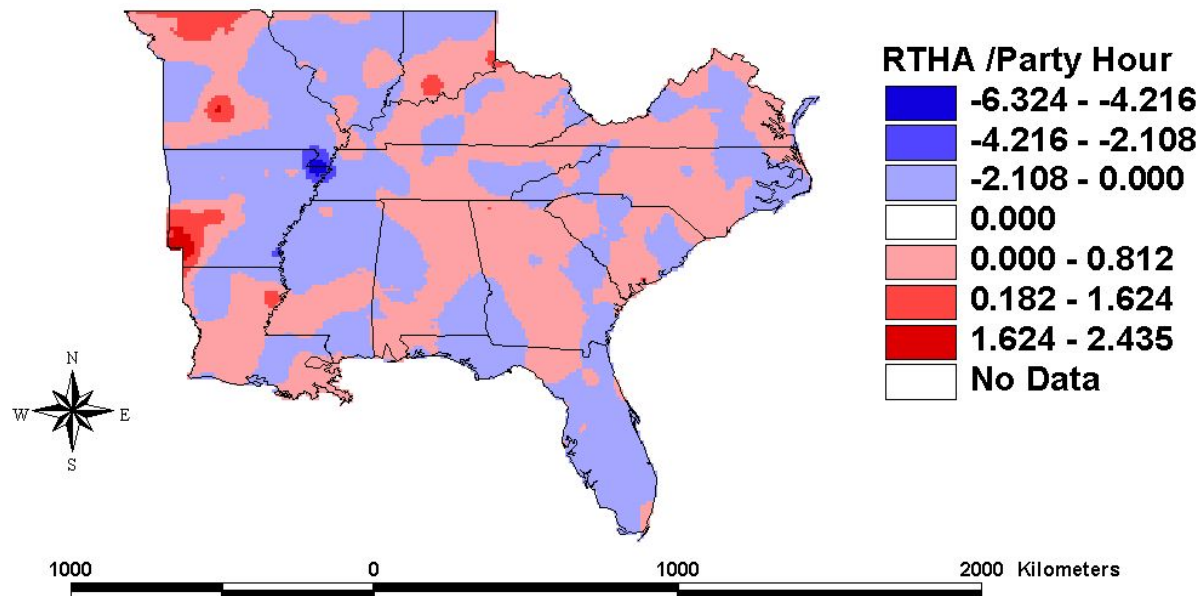 RTHA /Party Hour
-6.324 - -4.216
-4.216 - -2.108
-2.108 - 0.000
0.000
0.000 - 0.812
0.182 - 1.624
1.624 - 2.435
No Data
N
W E
S
1000 0 1000 2000 Kilometers